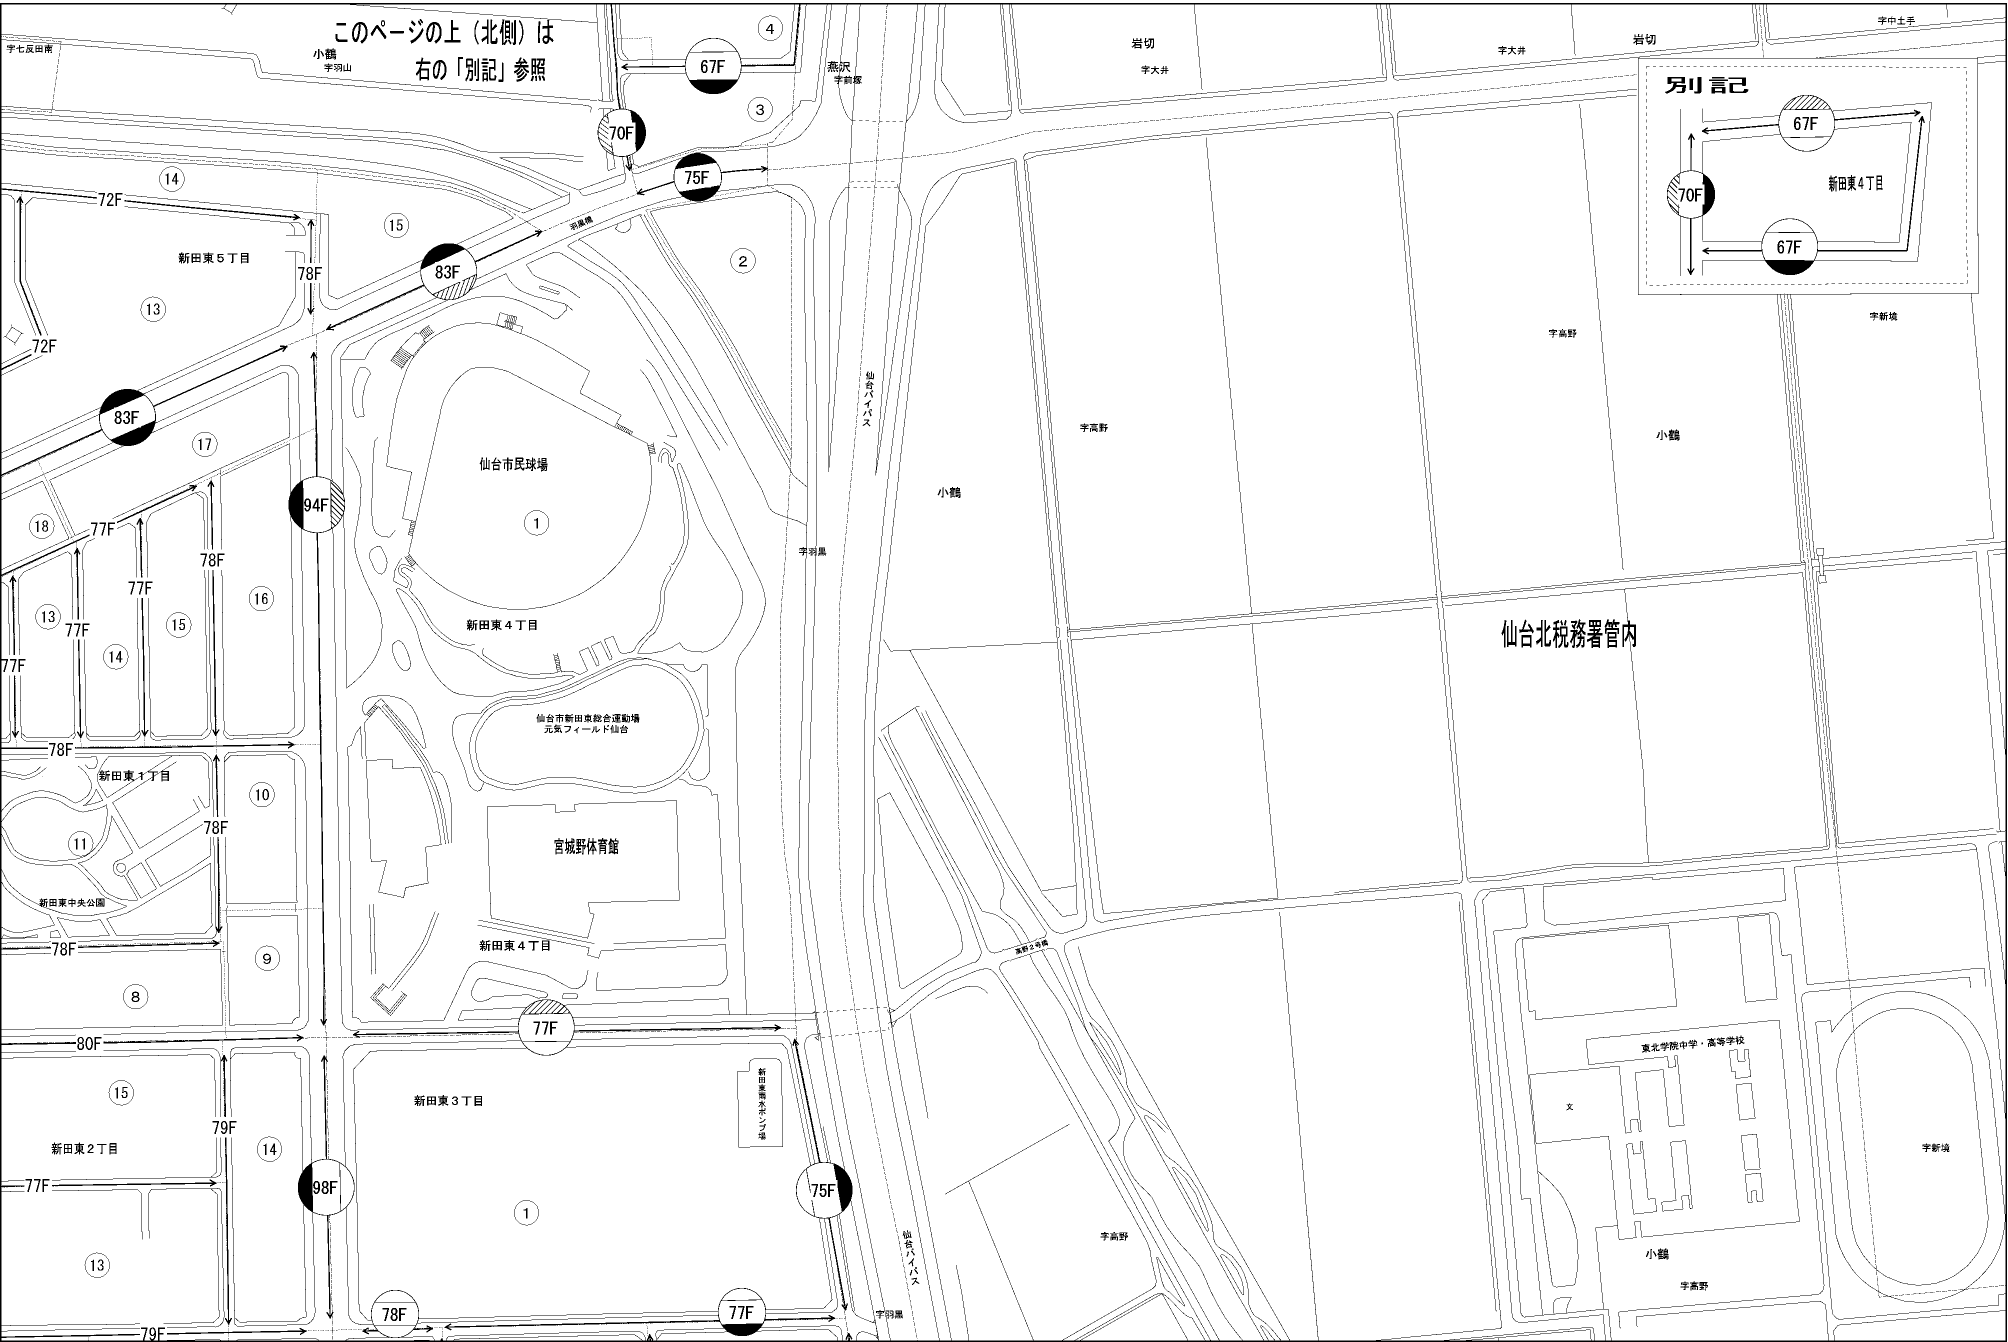 このページの上（北側）は
右の「別記」参照
字七反田南
小鶴
字羽山
4
67F
燕沢
字前塚
岩切
字大井
字大井
岩切
字中土手
別記
67F
70F
新田東4丁目
67F
3
70F
75F
14
72F
15
羽黒橋
新田東5丁目
78F
83F
2
13
72F
字新境
字高野
83F
17
仙台バイパス
字高野
小鶴
仙台市民球場
小鶴
94F
18
77F
1
字羽黒
78F
77F
16
13
77F
15
新田東4丁目
仙台北税務署管内
14
77F
仙台市新田東総合運動場
元気フィールド仙台
78F
新田東1丁目
10
78F
11
宮城野体育館
新田東中央公園
78F
新田東4丁目
高野2号橋
9
8
77F
80F
東北学院中学・高等学校
15
新田東3丁目
新田東雨水ポンプ場
文
79F
新田東2丁目
14
字新境
77F
98F
75F
1
字高野
仙台バイパス
小鶴
13
字高野
78F
77F
字羽黒
79F